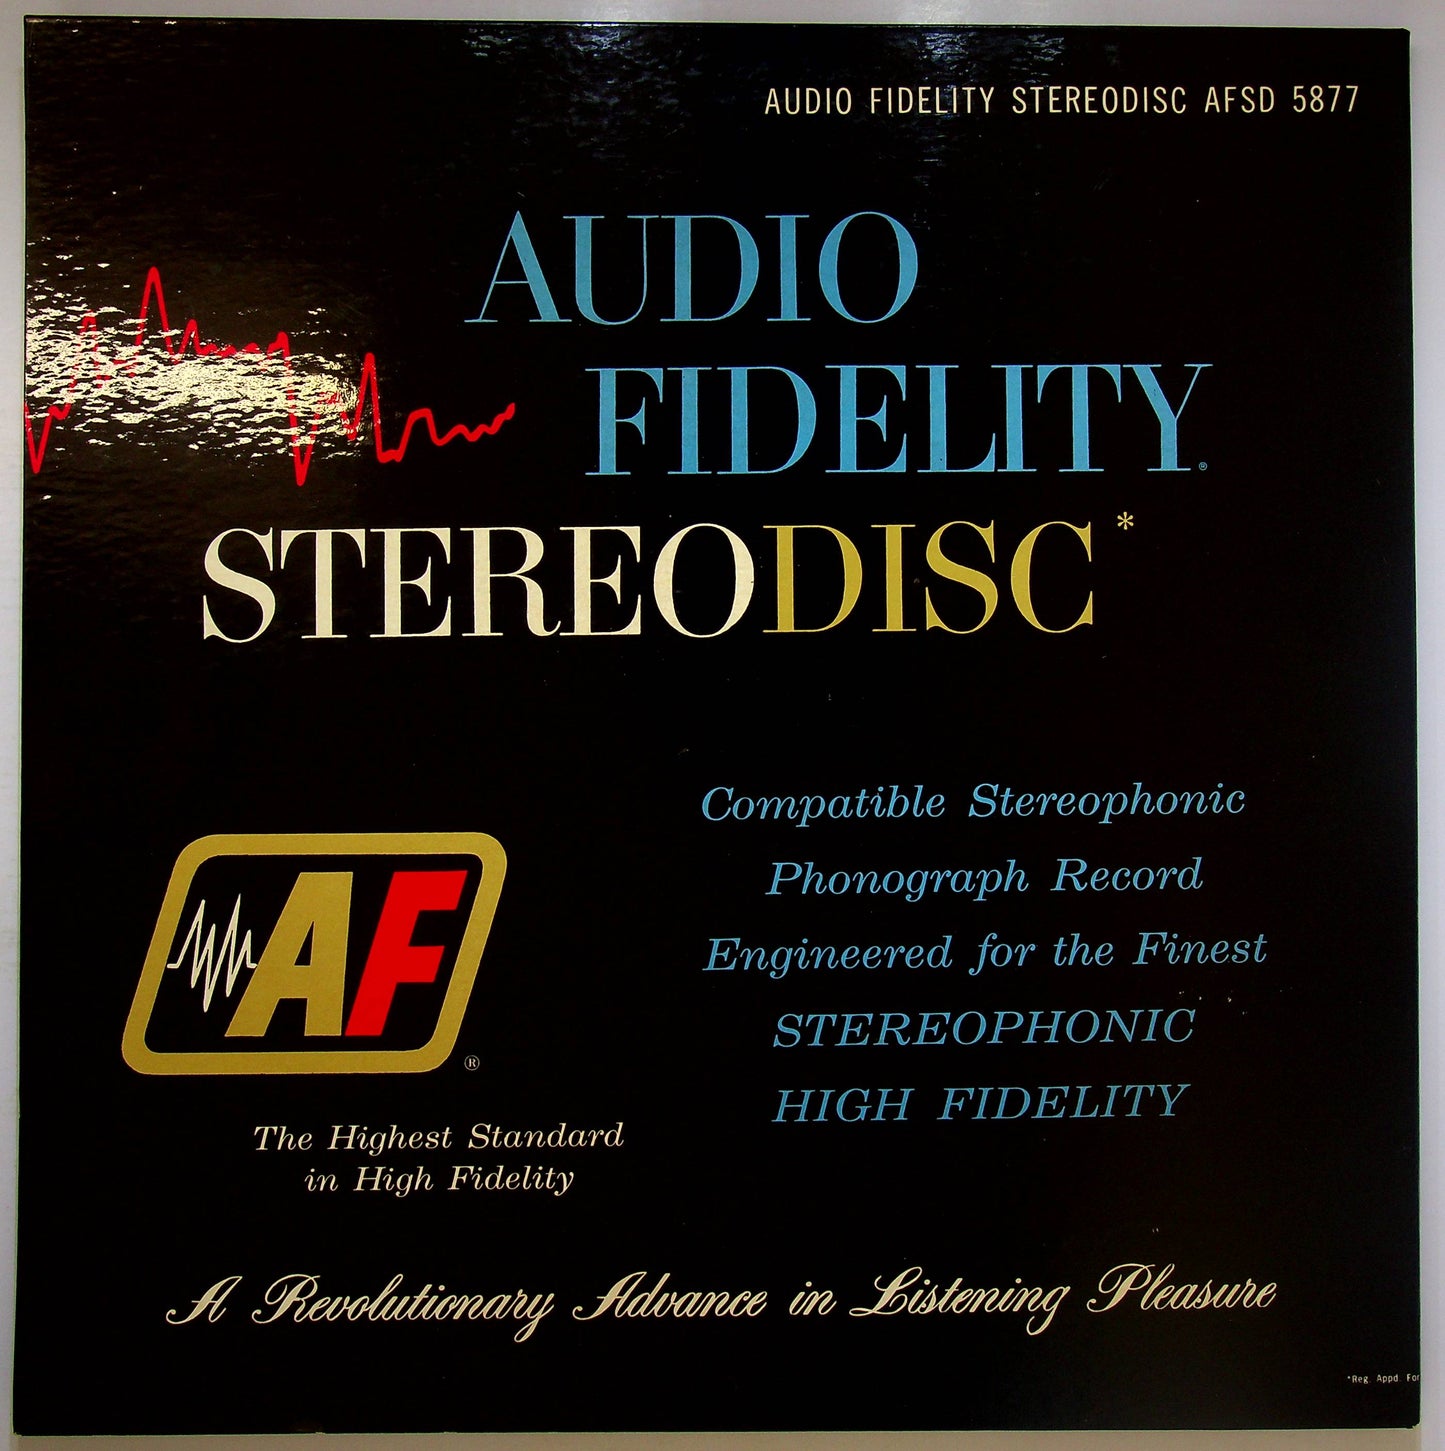 AUDIO FIDELITY STEREODISC AFSD 5877
AUDIO
FIDELITY®
STEREODISC*
Compatible Stereophonic
Phonograph Record
Engineered for the Finest
STEREOPHONIC
HIGH FIDELITY
AF®
The Highest Standard
in High Fidelity
A Revolutionary Advance in Listening Pleasure
*Reg. Appd. For